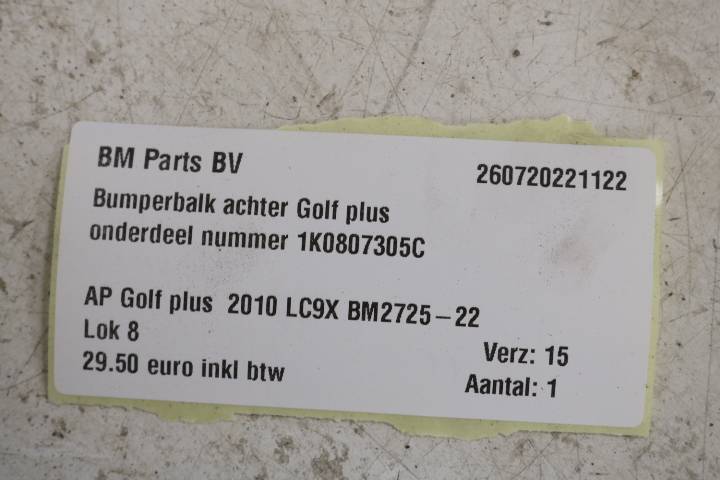 BM Parts BV
260720221122
Bumperbalk achter Golf plus
onderdeel nummer 1K0807305C
AP Golf plus 2010 LC9X BM2725-22
Lok 8
Verz: 15
29.50 euro inkl btw
Aantal: 1